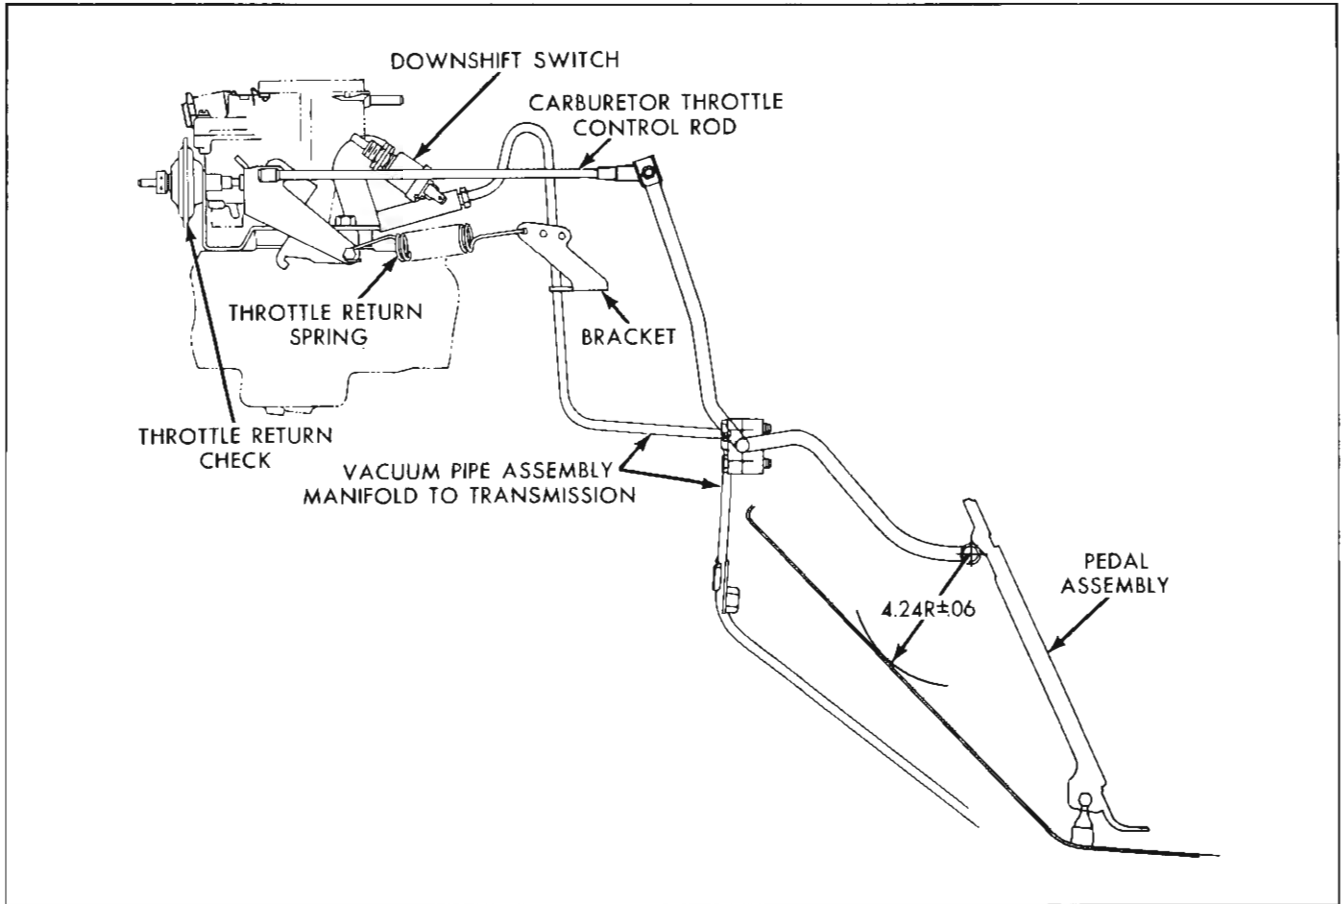 DOWNSHIFT SWITCH
CARBURETOR THROTTLE
CONTROL ROD
THROTTLE RETURN
SPRING
BRACKET
THROTTLE RETURN
CHECK
VACUUM PIPE ASSEMBLY
MANIFOLD TO TRANSMISSION
PEDAL
ASSEMBLY
4.24R±.06